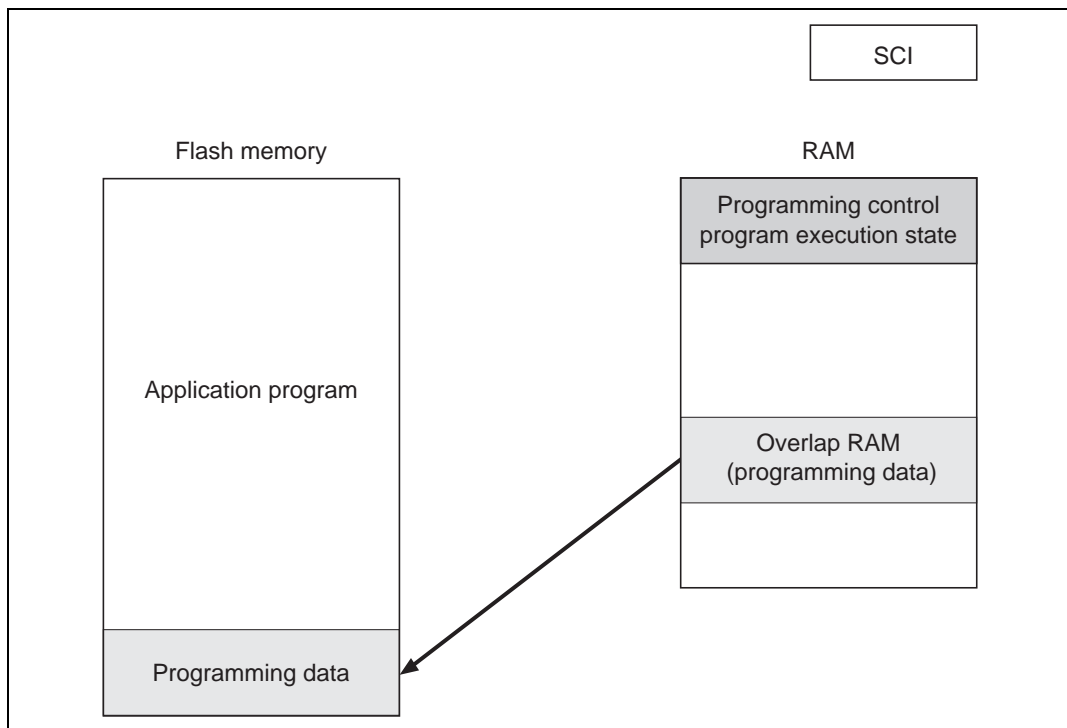 SCI
Flash memory
RAM
Programming control
program execution state
Application program
Overlap RAM
(programming data)
Programming data